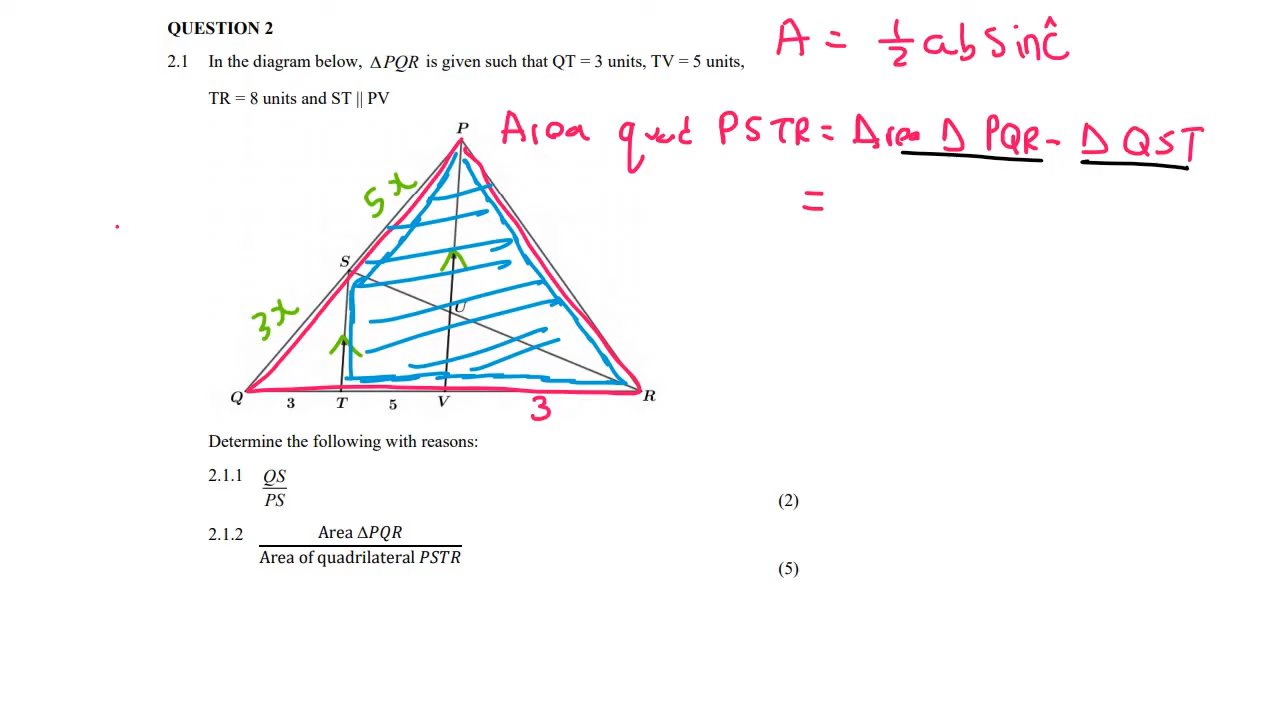 QUESTION 2
A = 1/2 ab sin ĉ
2.1 In the diagram below, ΔPQR is given such that QT = 3 units, TV = 5 units,
TR = 8 units and ST || PV
P
Area quad PSTR = Area Δ PQR - Δ QST
=
5x
S
3x
U
Q
3
T
5
V
3
R
Determine the following with reasons:
2.1.1 QS/PS (2)
2.1.2 Area ΔPQR/Area of quadrilateral PSTR (5)